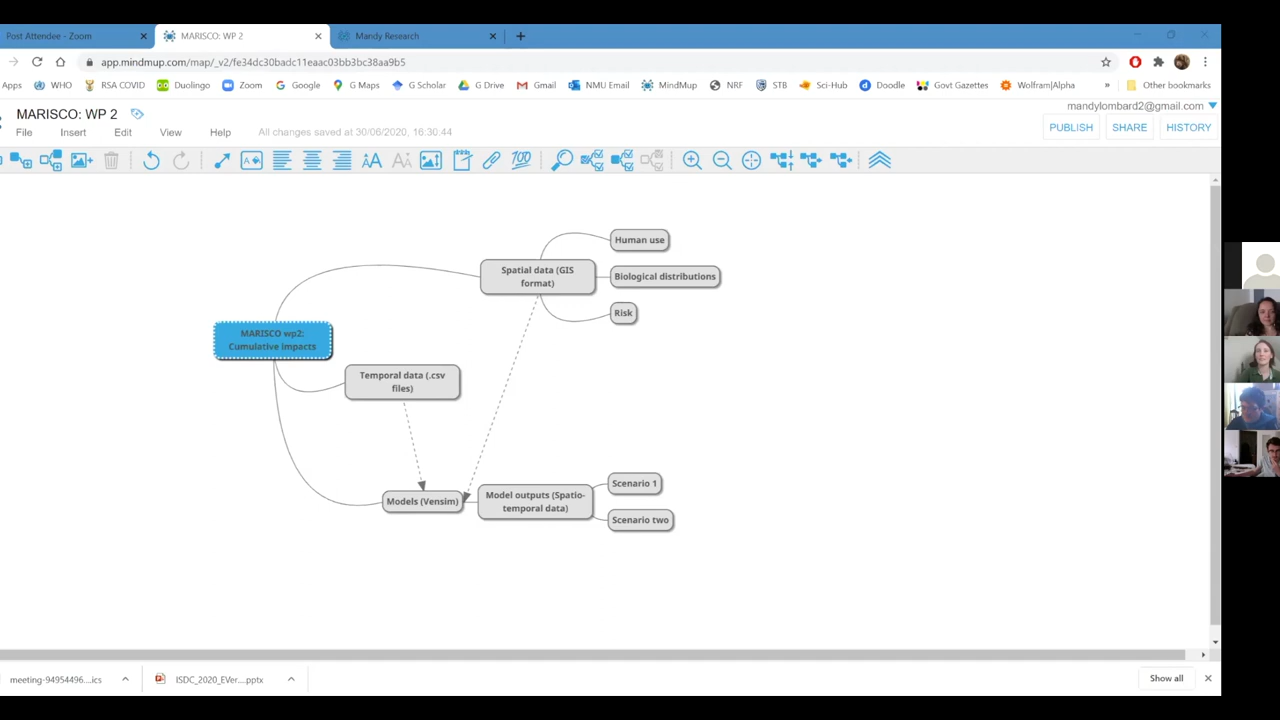 Post Attendee - Zoom
MARISCO: WP 2
Mandy Research
app.mindmup.com/map/_v2/fe34dc30badc11eaac03bb3bc38aa9b5
Apps WHO RSA COVID Duolingo Zoom Google G Maps G Scholar G Drive Gmail NMU Email MindMup NRF STB Sci-Hub Doodle Govt Gazettes Wolfram|Alpha » Other bookmarks
MARISCO: WP 2
mandylombard2@gmail.com
File Insert Edit View Help All changes saved at 30/06/2020, 16:30:44
PUBLISH SHARE HISTORY
Human use
Spatial data (GIS
format)
Biological distributions
Risk
MARISCO wp2:
Cumulative impacts
Temporal data (.csv
files)
Models (Vensim)
Model outputs (Spatio-
temporal data)
Scenario 1
Scenario two
meeting-94954496....ics
ISDC_2020_EVer....pptx
Show all